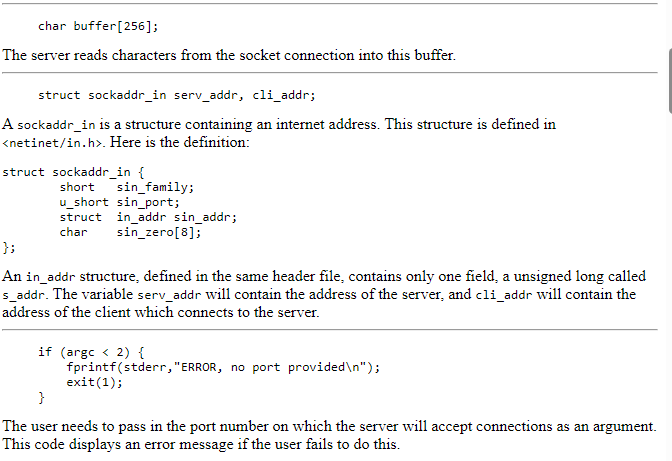 char buffer[256];
The server reads characters from the socket connection into this buffer.
struct sockaddr_in serv_addr, cli_addr;
A sockaddr_in is a structure containing an internet address. This structure is defined in
<netinet/in.h>. Here is the definition:
struct sockaddr_in {
        short   sin_family;
        u_short sin_port;
        struct  in_addr sin_addr;
        char    sin_zero[8];
};
An in_addr structure, defined in the same header file, contains only one field, a unsigned long called
s_addr. The variable serv_addr will contain the address of the server, and cli_addr will contain the
address of the client which connects to the server.
     if (argc < 2) {
         fprintf(stderr,"ERROR, no port provided\n");
         exit(1);
     }
The user needs to pass in the port number on which the server will accept connections as an argument.
This code displays an error message if the user fails to do this.